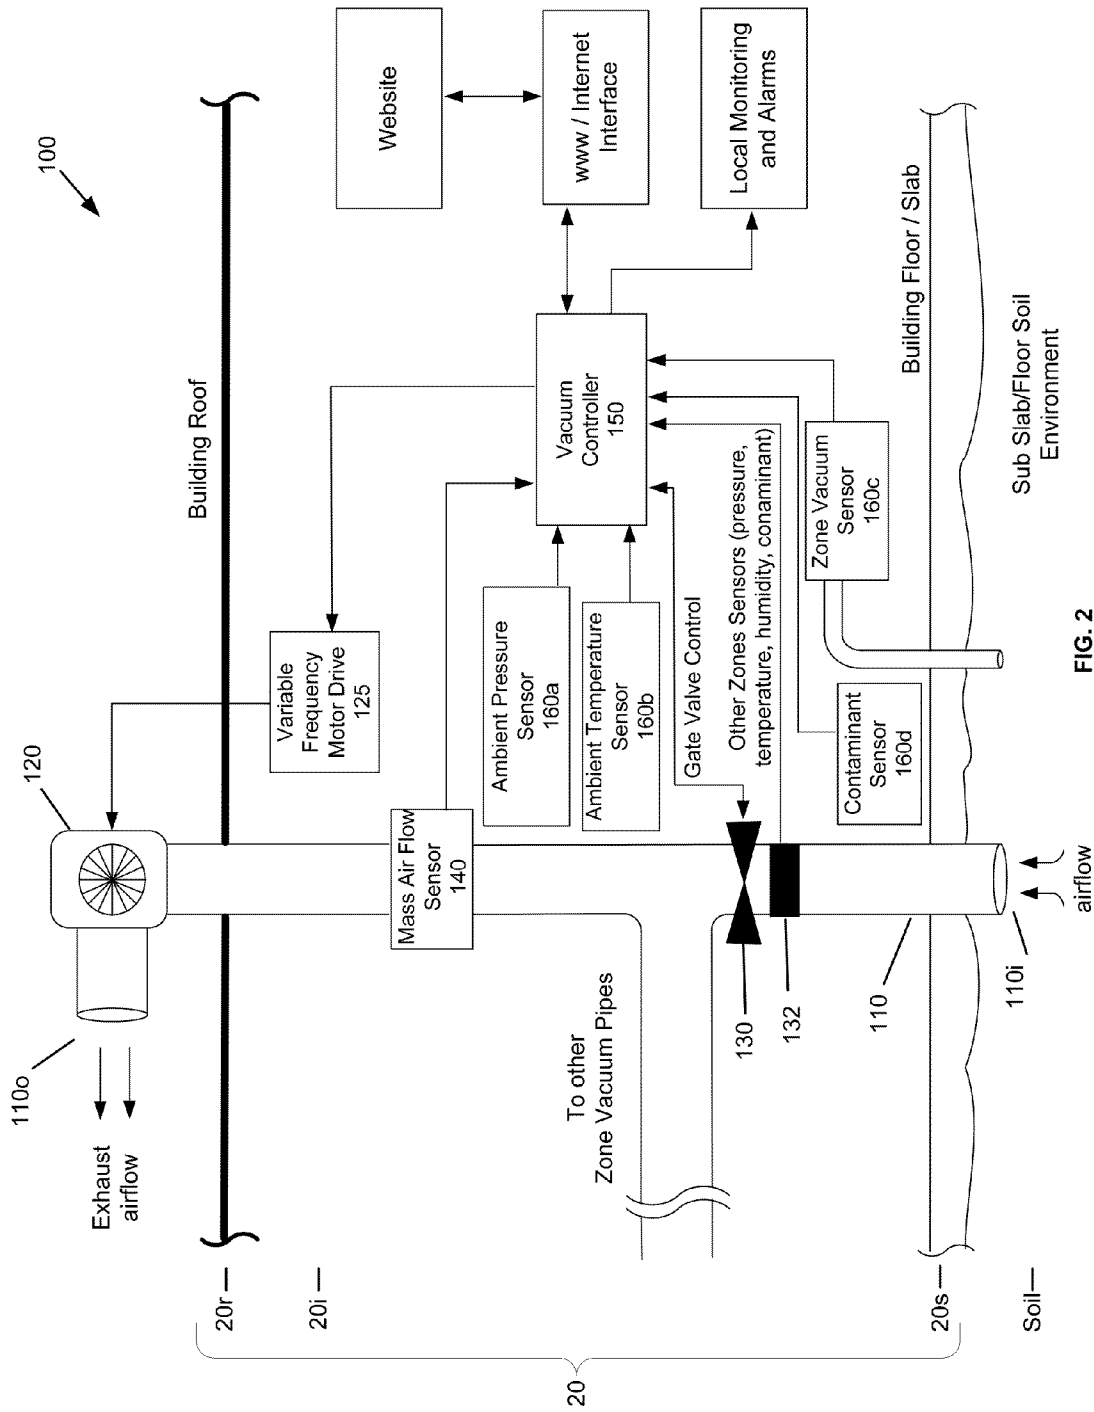 100
110o
Exhaust
airflow
120
Building Roof
Variable
Frequency
Motor Drive
125
Website
www / Internet
Interface
Local Monitoring
and Alarms
Mass Air Flow
Sensor
140
Ambient Pressure
Sensor
160a
Ambient Temperature
Sensor
160b
Vacuum
Controller
150
To other
Zone Vacuum Pipes
Gate Valve Control
Other Zones Sensors (pressure,
temperature, humidity, conaminant)
130
132
Contaminant
Sensor
160d
Zone Vacuum
Sensor
160c
110
Building Floor / Slab
110i
airflow
Sub Slab/Floor Soil
Environment
20r
20i
20s
Soil
20
FIG. 2